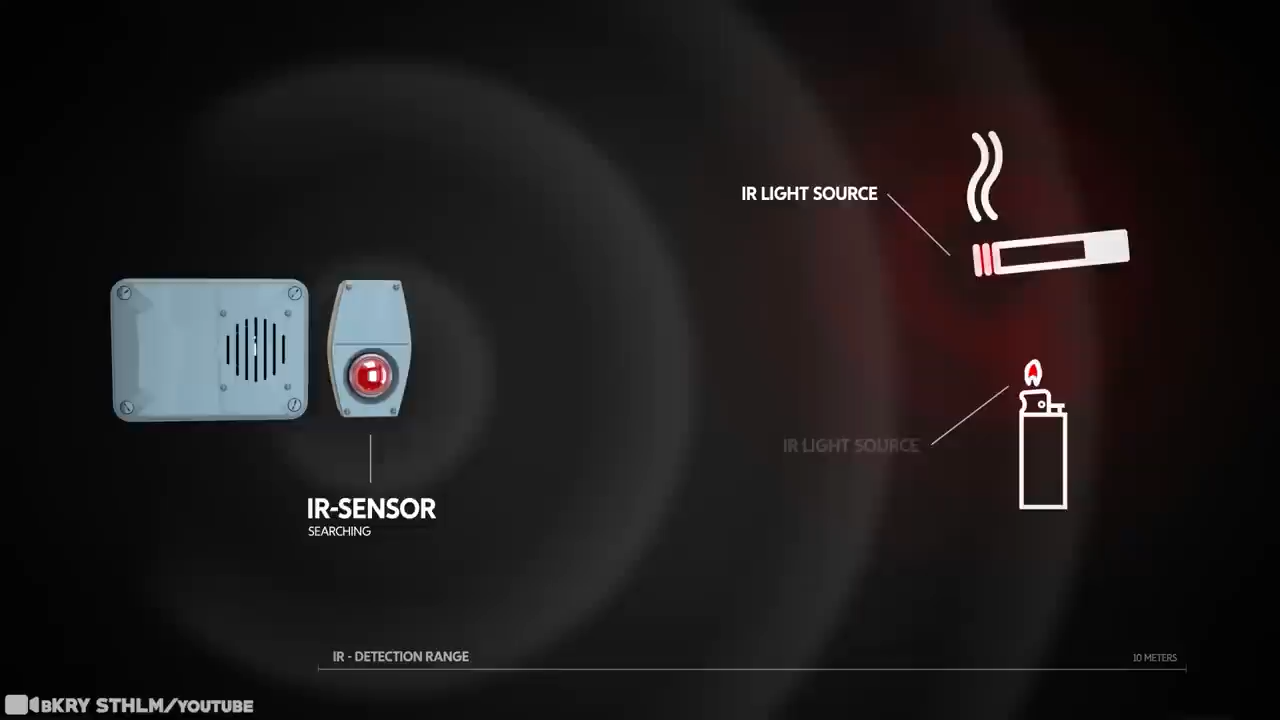 IR LIGHT SOURCE
IR LIGHT SOURCE
IR-SENSOR
SEARCHING
IR - DETECTION RANGE
10 METERS
BKRY STHLM/YOUTUBE